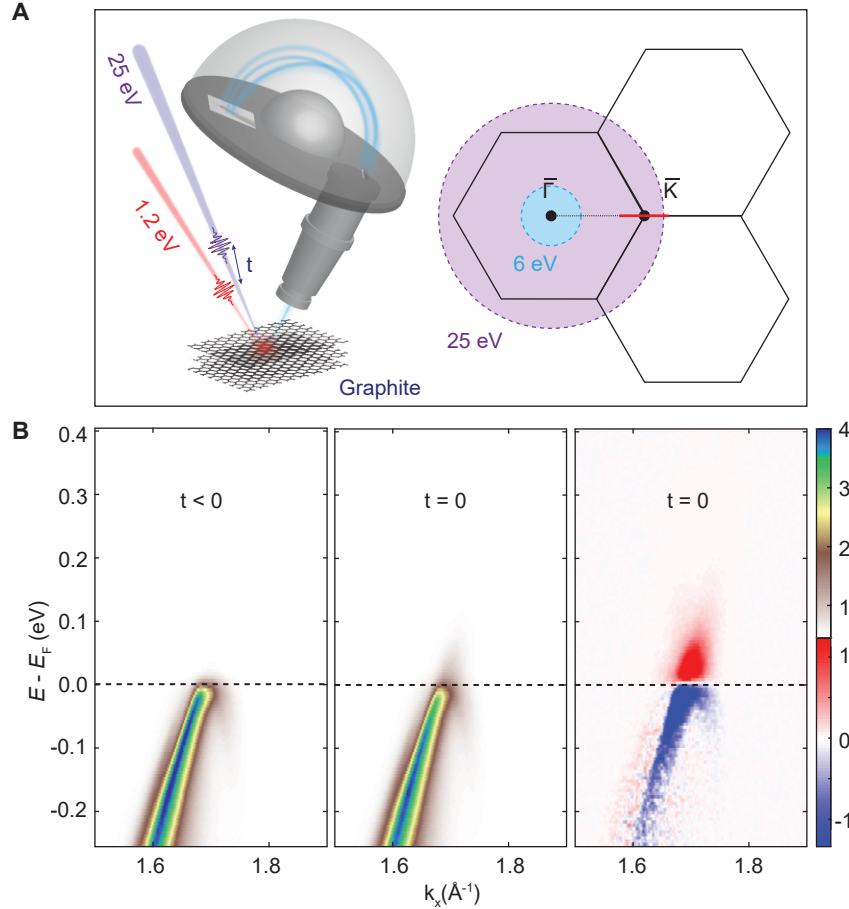 A
25 eV
1.2 eV
t
Graphite
Γ̅
K̅
6 eV
25 eV
B
0.4
0.3
0.2
0.1
0.0
-0.1
-0.2
E - E_F (eV)
t < 0
t = 0
t = 0
1.6
1.8
1.6
1.8
1.6
1.8
k_x(Å⁻¹)
4
3
2
1
1
0
-1